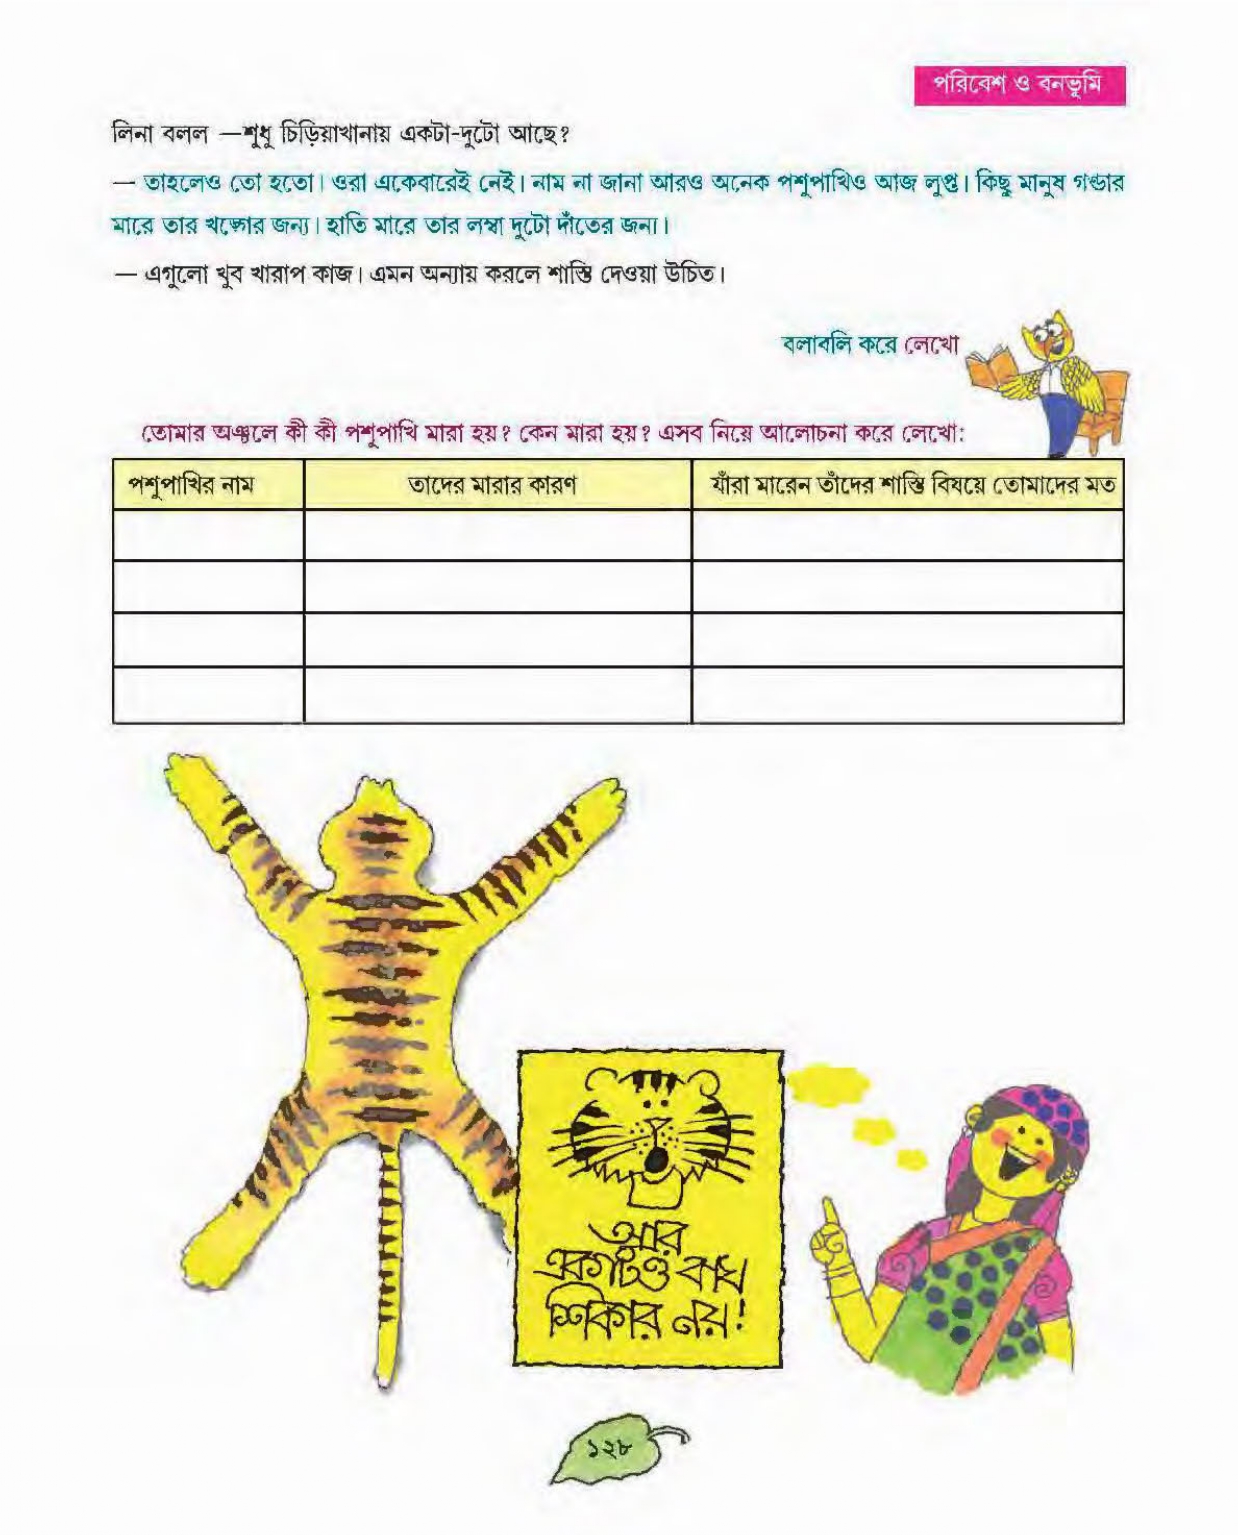 পরিবেশ ও বনভূমি
লিনা বলল —শুধু চিড়িয়াখানায় একটা-দুটো আছে?
— তাহলেও তো হতো। ওরা একেবারেই নেই। নাম না জানা আরও অনেক পশুপাখিও আজ লুপ্ত। কিছু মানুষ গণ্ডার
মারে তার খড়্গের জন্য। হাতি মারে তার লম্বা দুটো দাঁতের জন্য।
— এগুলো খুব খারাপ কাজ। এমন অন্যায় করলে শাস্তি দেওয়া উচিত।
বলাবলি করে লেখো
তোমার অঞ্চলে কী কী পশুপাখি মারা হয়? কেন মারা হয়? এসব নিয়ে আলোচনা করে লেখো:
পশুপাখির নাম তাদের মারার কারণ যাঁরা মারেন তাঁদের শাস্তি বিষয়ে তোমাদের মত
আর
একটিও বাঘ
শিকার নয়!
১২৮